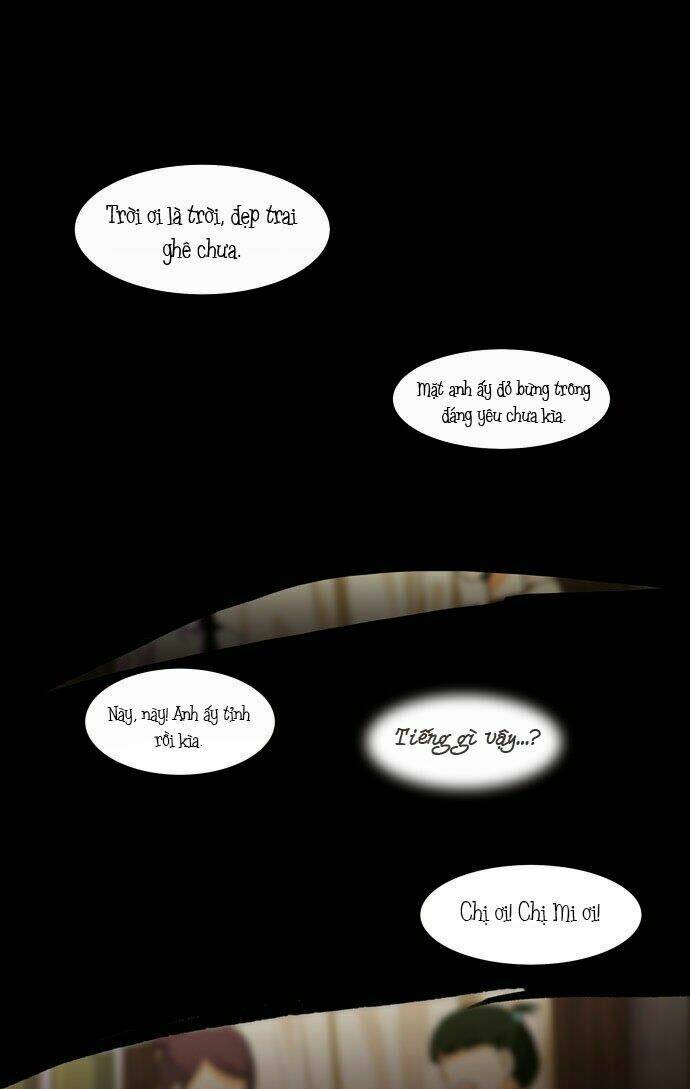 Trời ơi là trời, đẹp trai
ghê chưa.
Mặt anh ấy đỏ bừng trông
đáng yêu chưa kìa.
Này, này! Anh ấy tỉnh
rồi kìa.
Tiếng gì vậy...?
Chị ơi! Chị Mi ơi!